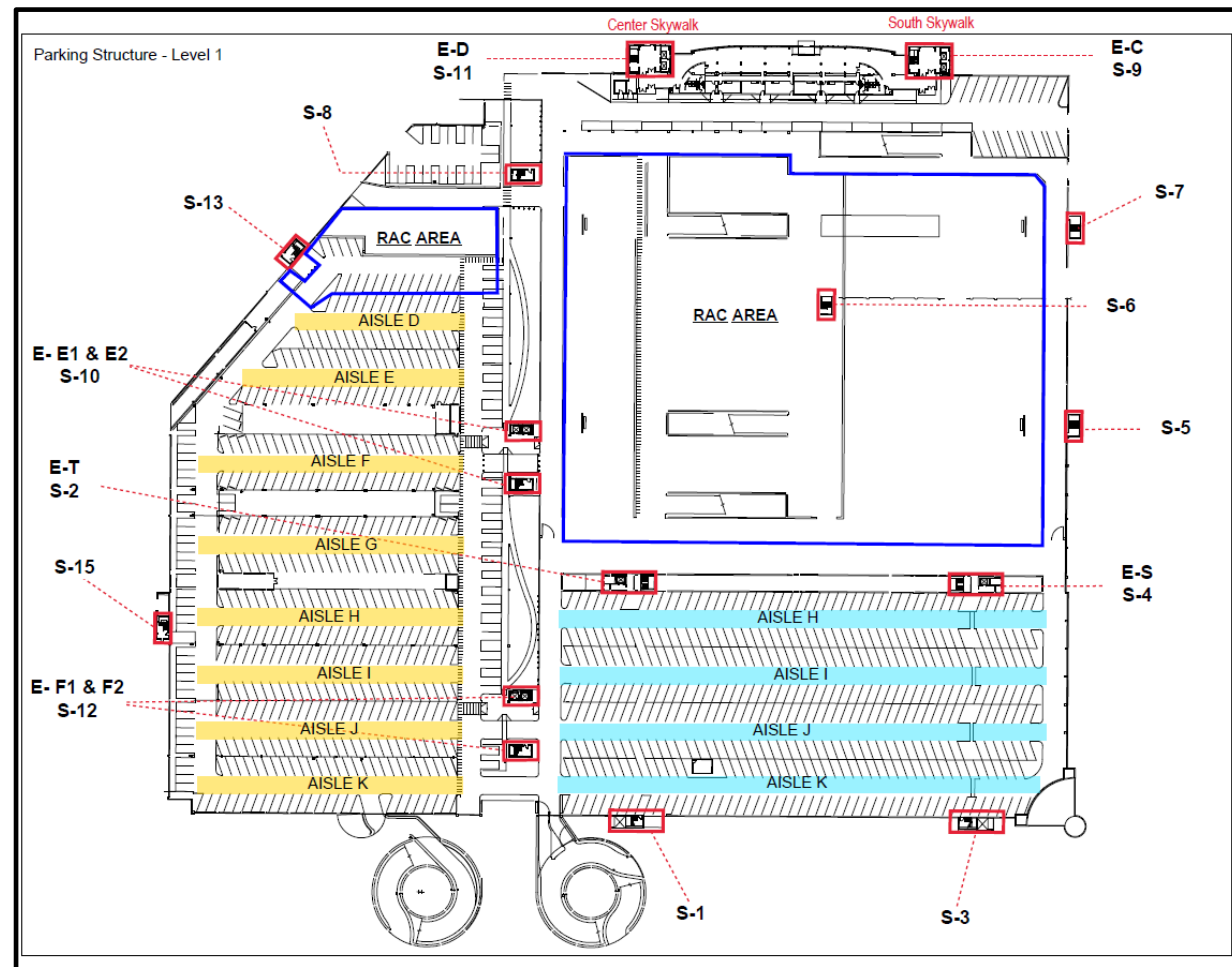 Center Skywalk
South Skywalk
Parking Structure - Level 1
E-D
S-11
E-C
S-9
S-8
S-13
S-7
RAC AREA
S-6
RAC AREA
AISLE D
E- E1 & E2
S-10
AISLE E
S-5
AISLE F
E-T
S-2
AISLE G
S-15
E-S
S-4
AISLE H
AISLE H
AISLE I
AISLE I
E- F1 & F2
S-12
AISLE J
AISLE J
AISLE K
AISLE K
S-1
S-3